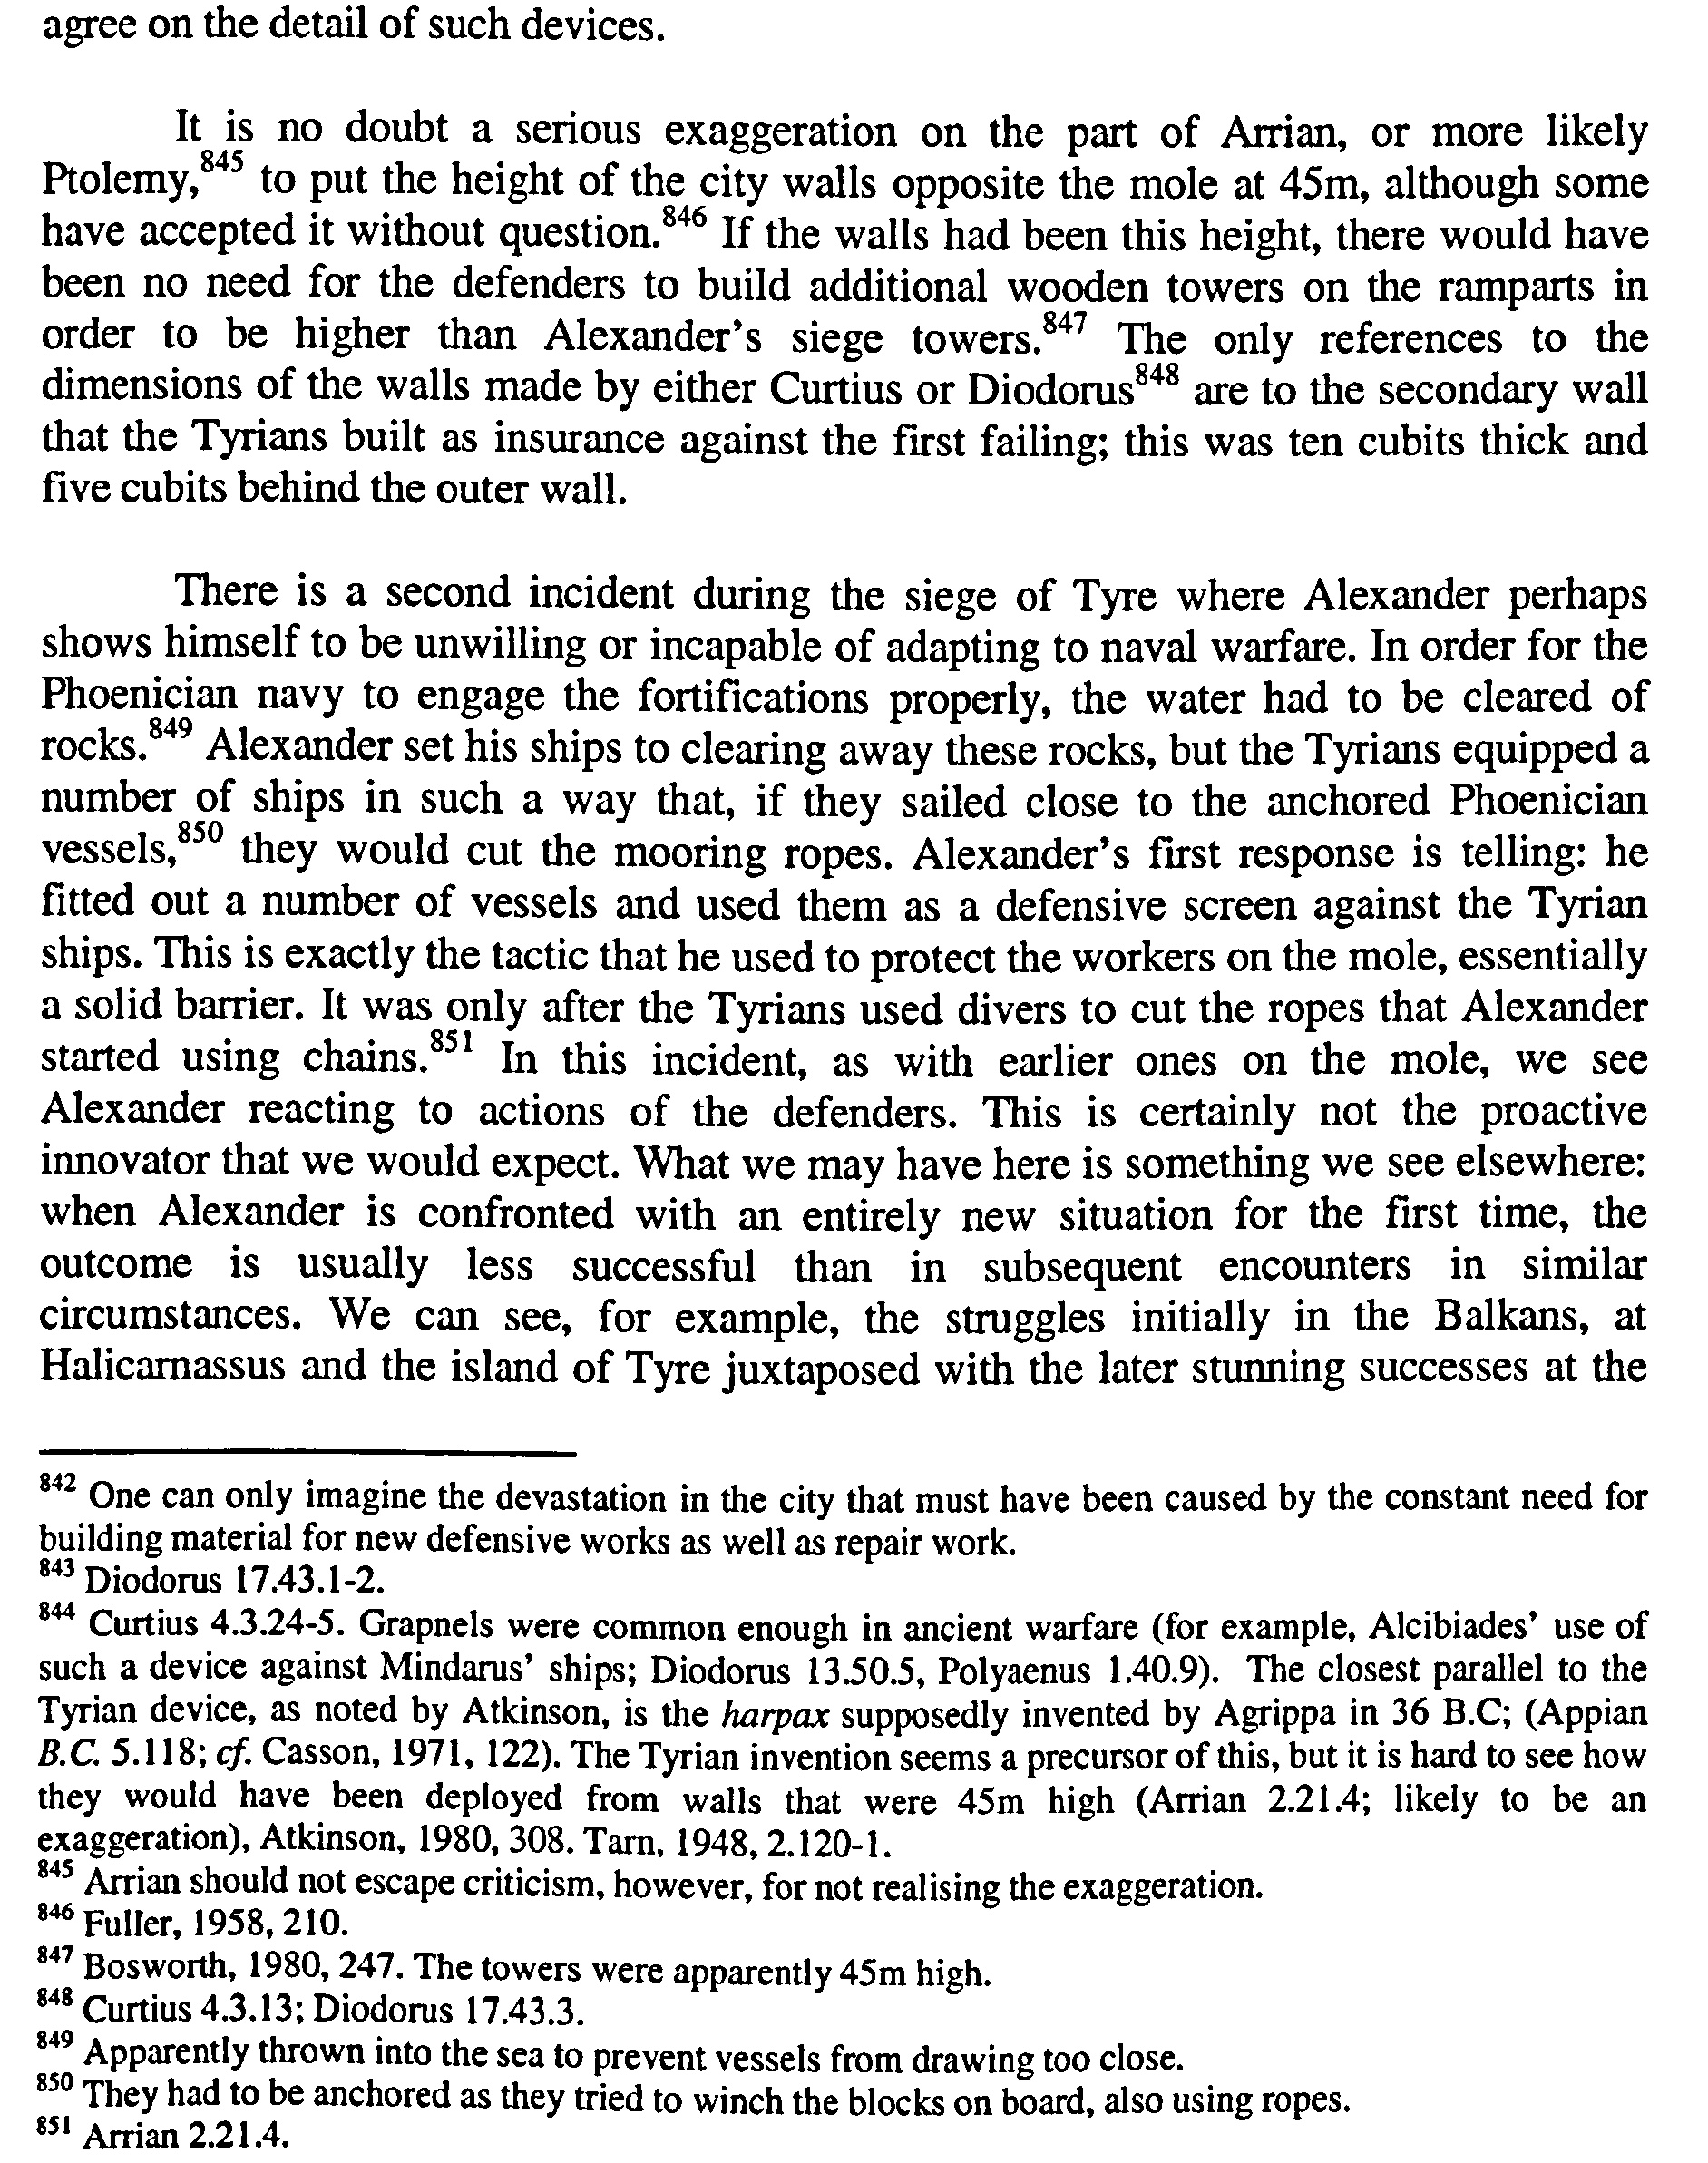 agree on the detail of such devices.
It is no doubt a serious exaggeration on the part of Arrian, or more likely
Ptolemy,845 to put the height of the city walls opposite the mole at 45m, although some
have accepted it without question.846 If the walls had been this height, there would have
been no need for the defenders to build additional wooden towers on the ramparts in
order to be higher than Alexander's siege towers.847 The only references to the
dimensions of the walls made by either Curtius or Diodorus848 are to the secondary wall
that the Tyrians built as insurance against the first failing; this was ten cubits thick and
five cubits behind the outer wall.
There is a second incident during the siege of Tyre where Alexander perhaps
shows himself to be unwilling or incapable of adapting to naval warfare. In order for the
Phoenician navy to engage the fortifications properly, the water had to be cleared of
rocks.849 Alexander set his ships to clearing away these rocks, but the Tyrians equipped a
number of ships in such a way that, if they sailed close to the anchored Phoenician
vessels,850 they would cut the mooring ropes. Alexander's first response is telling: he
fitted out a number of vessels and used them as a defensive screen against the Tyrian
ships. This is exactly the tactic that he used to protect the workers on the mole, essentially
a solid barrier. It was only after the Tyrians used divers to cut the ropes that Alexander
started using chains.851 In this incident, as with earlier ones on the mole, we see
Alexander reacting to actions of the defenders. This is certainly not the proactive
innovator that we would expect. What we may have here is something we see elsewhere:
when Alexander is confronted with an entirely new situation for the first time, the
outcome is usually less successful than in subsequent encounters in similar
circumstances. We can see, for example, the struggles initially in the Balkans, at
Halicarnassus and the island of Tyre juxtaposed with the later stunning successes at the
842 One can only imagine the devastation in the city that must have been caused by the constant need for
building material for new defensive works as well as repair work.
843 Diodorus 17.43.1-2.
844 Curtius 4.3.24-5. Grapnels were common enough in ancient warfare (for example, Alcibiades' use of
such a device against Mindarus' ships; Diodorus 13.50.5, Polyaenus 1.40.9). The closest parallel to the
Tyrian device, as noted by Atkinson, is the harpax supposedly invented by Agrippa in 36 B.C; (Appian
B.C. 5.118; cf. Casson, 1971, 122). The Tyrian invention seems a precursor of this, but it is hard to see how
they would have been deployed from walls that were 45m high (Arrian 2.21.4; likely to be an
exaggeration), Atkinson, 1980, 308. Tarn, 1948, 2.120-1.
845 Arrian should not escape criticism, however, for not realising the exaggeration.
846 Fuller, 1958, 210.
847 Bosworth, 1980, 247. The towers were apparently 45m high.
848 Curtius 4.3.13; Diodorus 17.43.3.
849 Apparently thrown into the sea to prevent vessels from drawing too close.
850 They had to be anchored as they tried to winch the blocks on board, also using ropes.
851 Arrian 2.21.4.